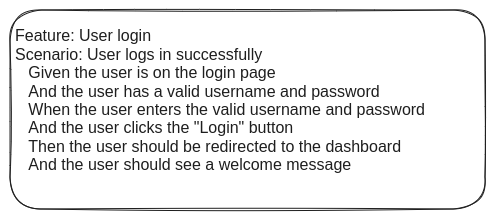 Feature: User login
Scenario: User logs in successfully
Given the user is on the login page
And the user has a valid username and password
When the user enters the valid username and password
And the user clicks the "Login" button
Then the user should be redirected to the dashboard
And the user should see a welcome message